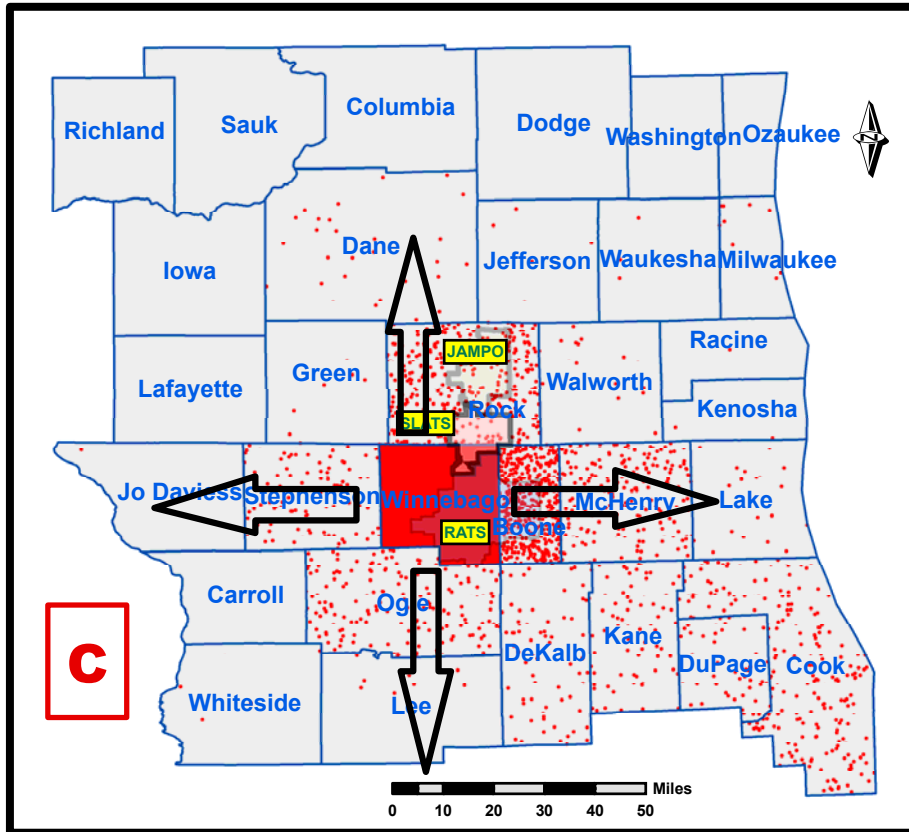 Columbia
Richland
Sauk
Dodge
Washington
Ozaukee
N
Dane
Iowa
Jefferson
Waukesha
Milwaukee
Racine
JAMPO
Green
Walworth
Lafayette
Kenosha
SLATS
Rock
Jo Daviess
Stephenson
Winnebago
McHenry
Lake
Boone
RATS
Carroll
Ogle
Kane
DeKalb
DuPage
Cook
C
Whiteside
Lee
Miles
0 10 20 30 40 50